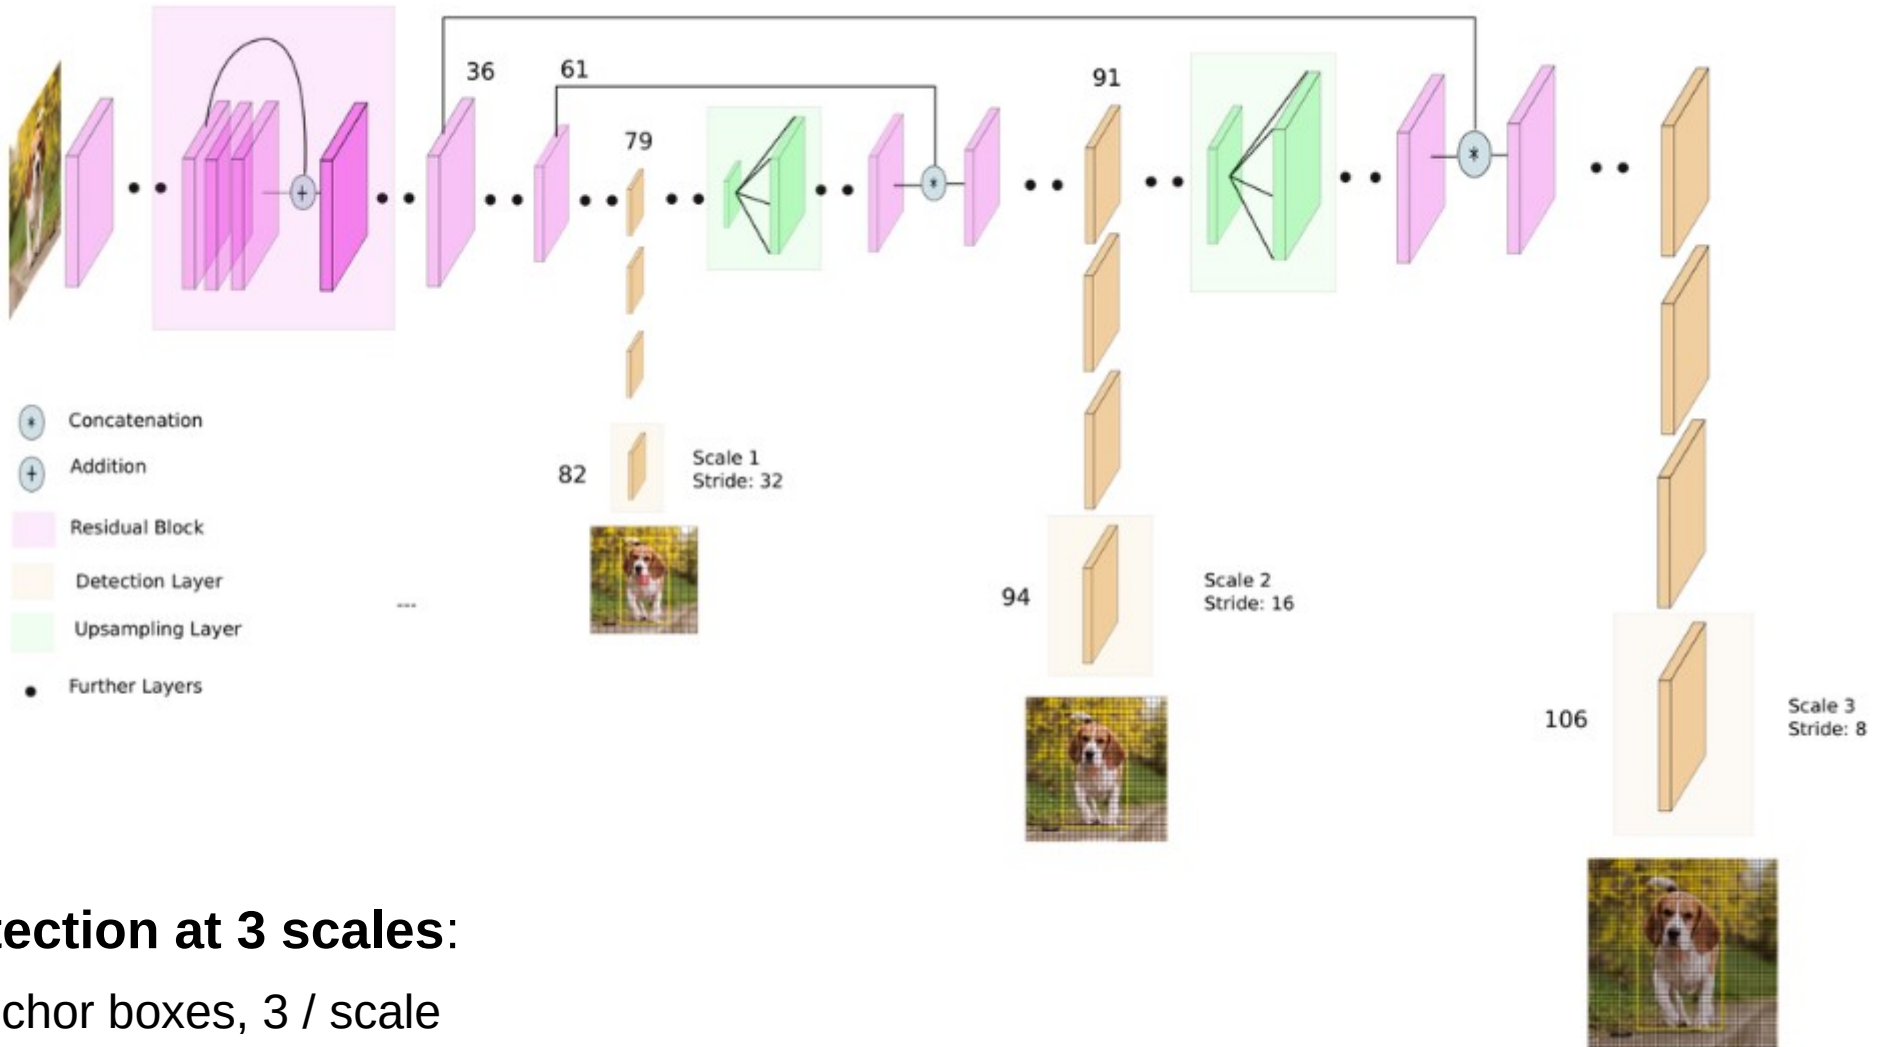 36
61
91
79
+
*
*
* Concatenation
+ Addition
Residual Block
Detection Layer
Upsampling Layer
Further Layers
---
82
Scale 1
Stride: 32
94
Scale 2
Stride: 16
106
Scale 3
Stride: 8
tection at 3 scales:
chor boxes, 3 / scale